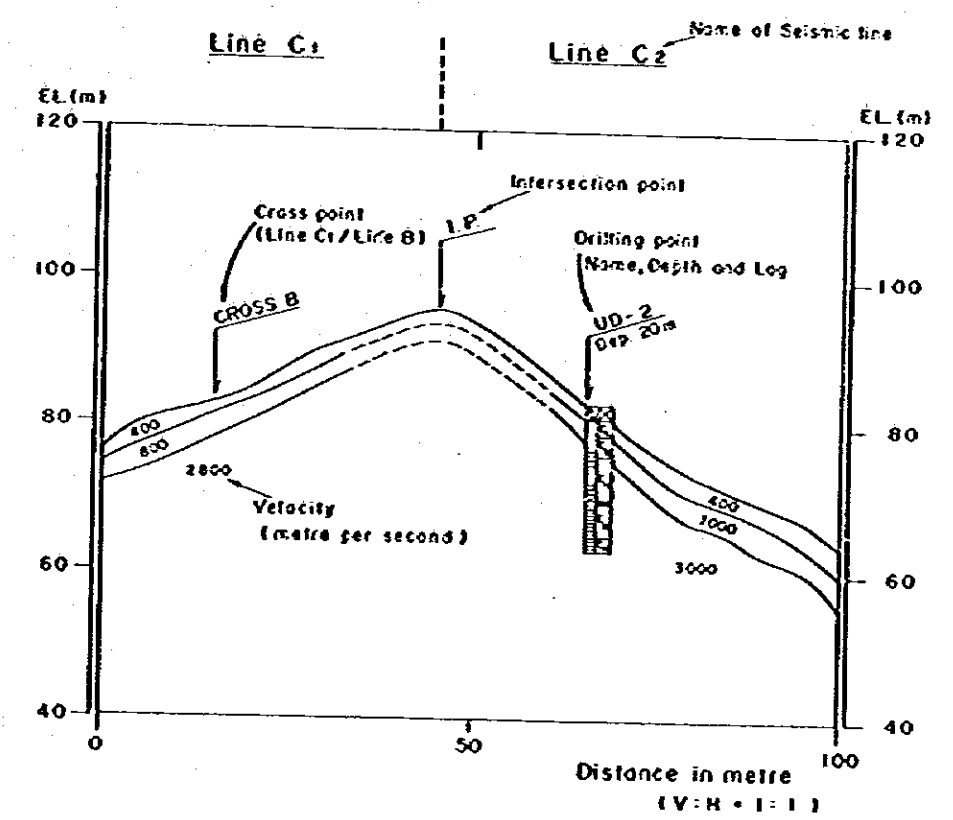 Line C1
Line C2
Name of Seismic line
EL.(m)
EL.(m)
120
120
Intersection point
Cross point
(Line C1/Line B)
I.P.
Drilling point
Name, Depth and Log
100
100
CROSS B
UD-2
Dep. 20m
80
80
400
800
2800
Velocity
(metre per second)
400
1000
3000
60
60
40
40
0
50
100
Distance in metre
(V:H = 1:1)